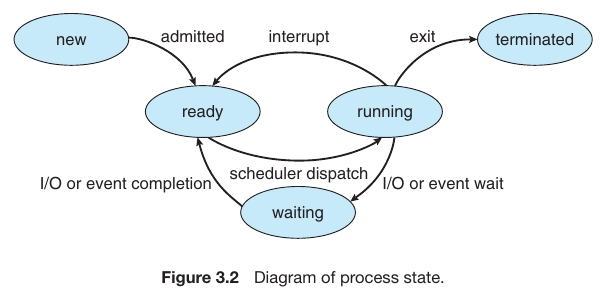 new
admitted
interrupt
exit
terminated
ready
running
scheduler dispatch
I/O or event completion
I/O or event wait
waiting
Figure 3.2 Diagram of process state.